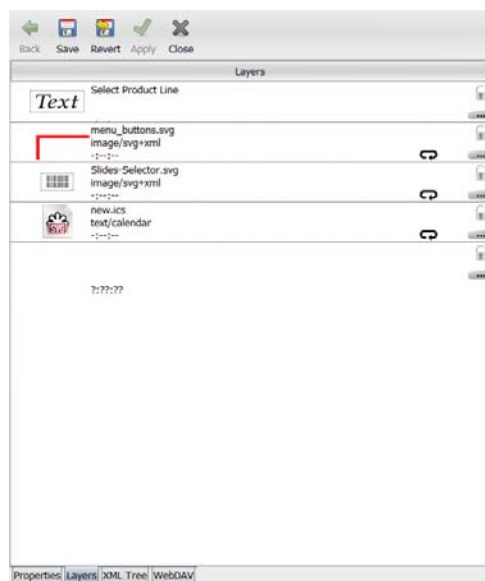 Back Save Revert Apply Close
Layers
Text
Select Product Line
-:--:--
menu_buttons.svg
image/svg+xml
-:--:--
Slides-Selector.svg
image/svg+xml
-:--:--
new.ics
text/calendar
-:--:--
?:??:??
Properties Layers XML Tree WebDAV